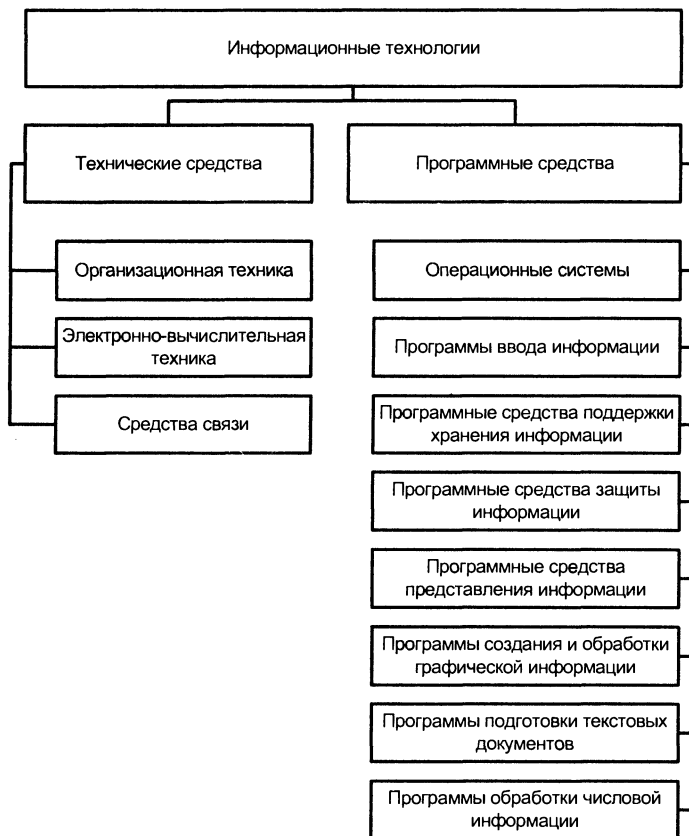 Информационные технологии
Технические средства
Программные средства
Организационная техника
Электронно-вычислительная
техника
Средства связи
Операционные системы
Программы ввода информации
Программные средства поддержки
хранения информации
Программные средства защиты
информации
Программные средства
представления информации
Программы создания и обработки
графической информации
Программы подготовки текстовых
документов
Программы обработки числовой
информации